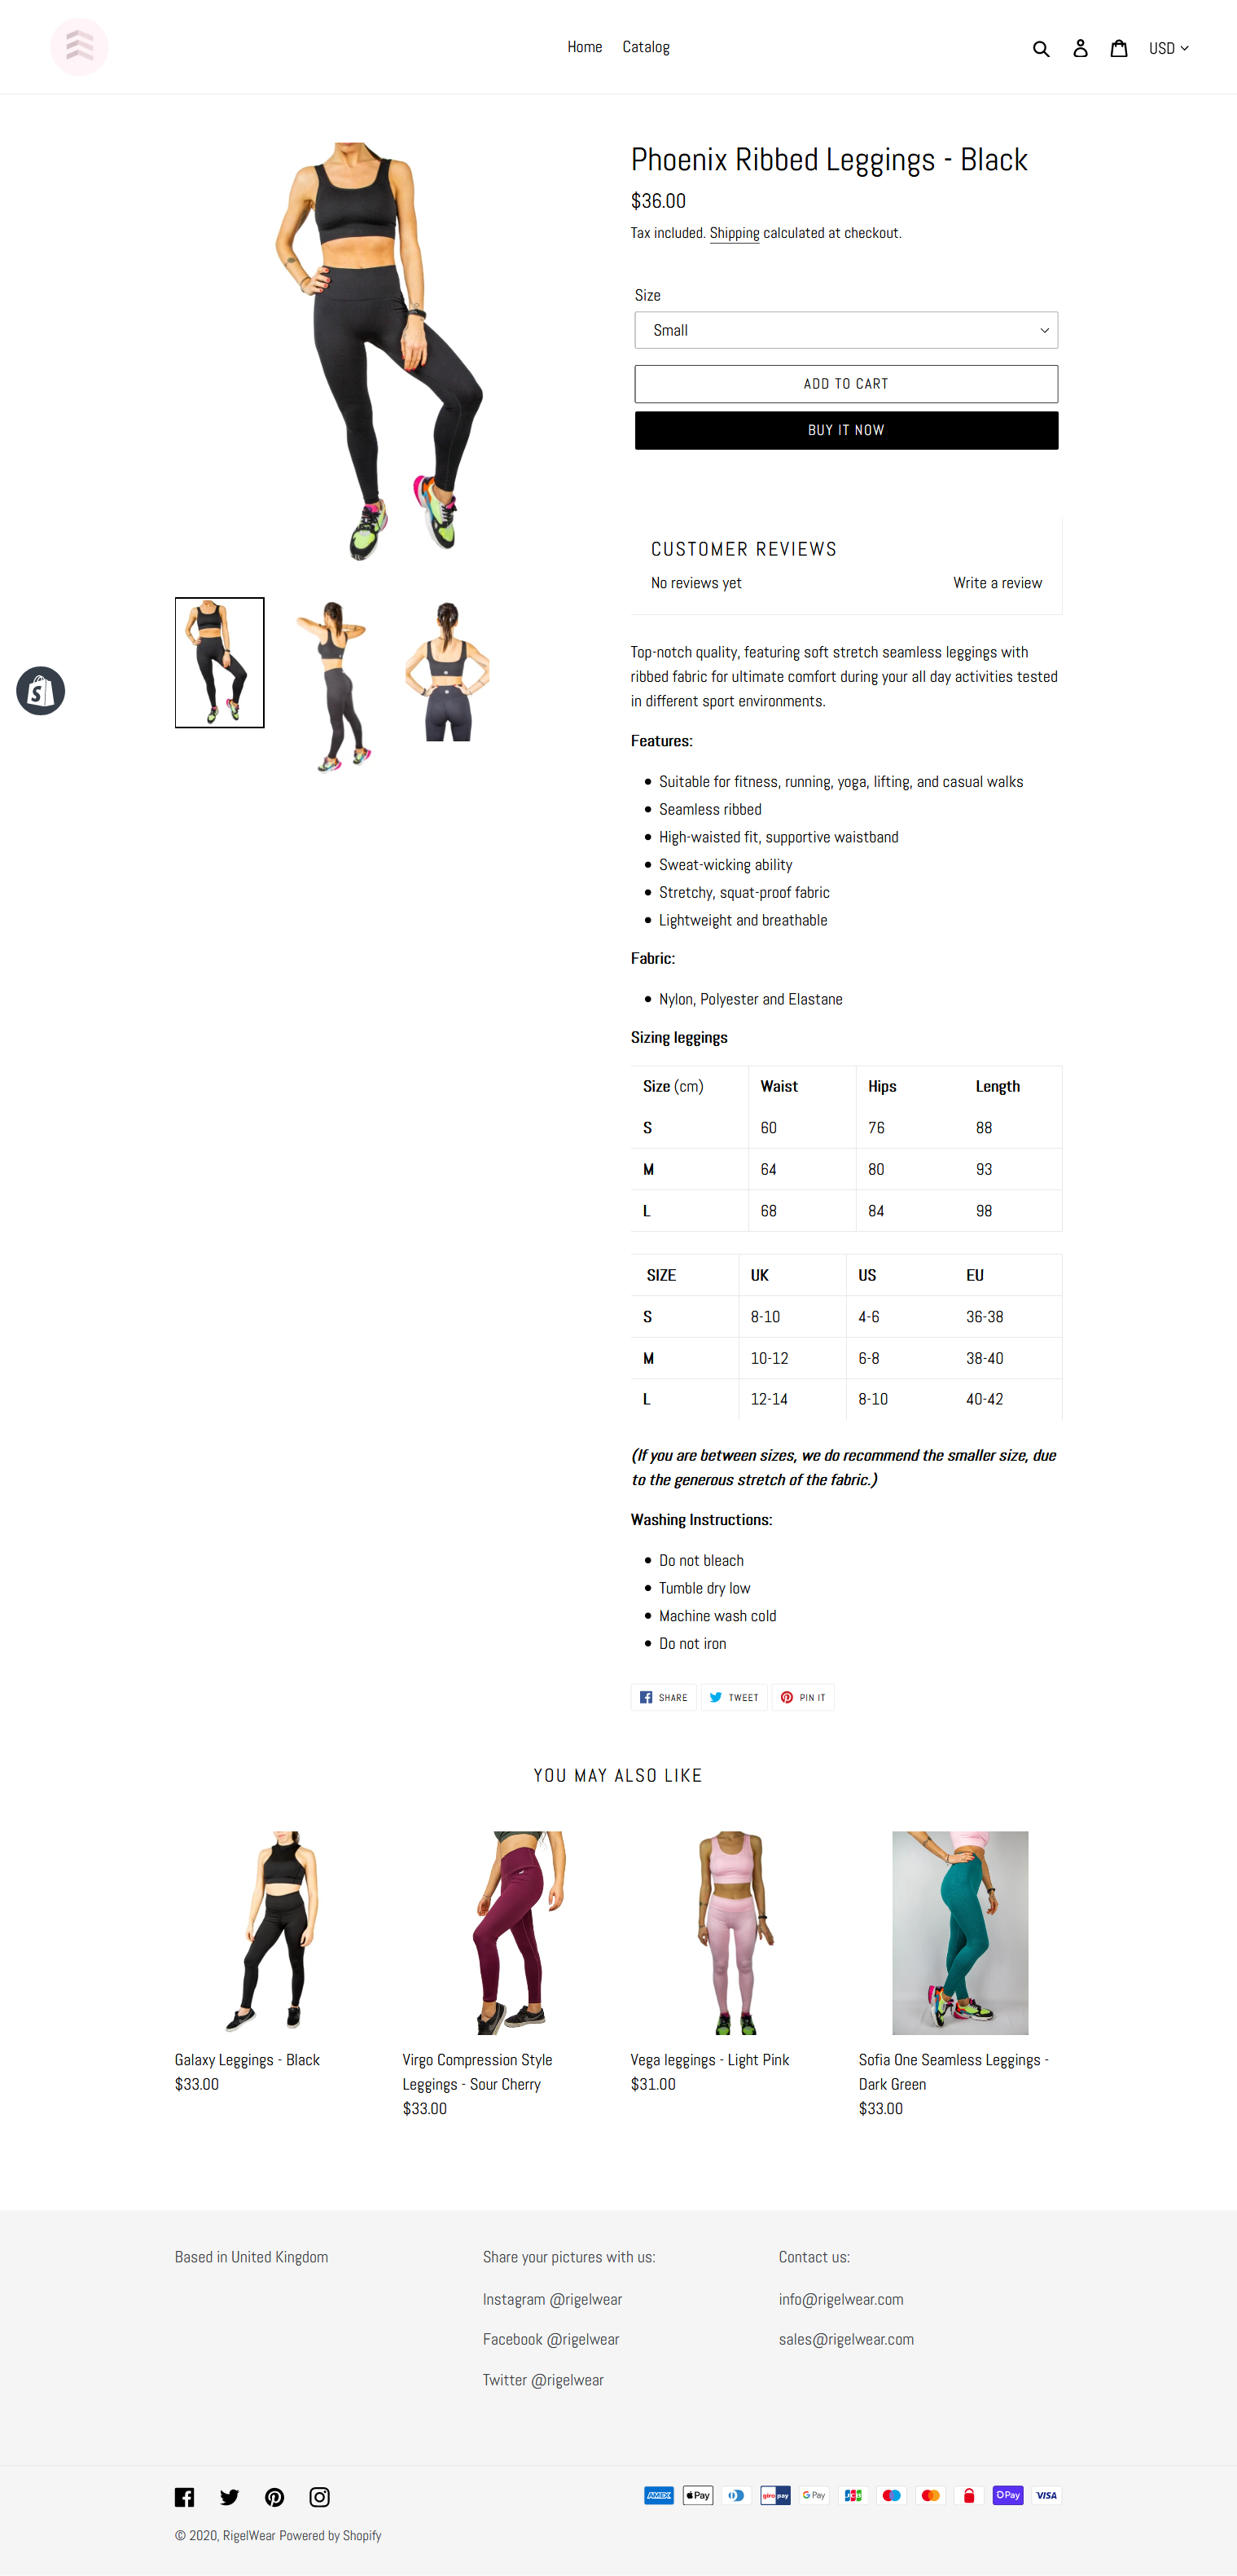 Home Catalog
USD
Phoenix Ribbed Leggings - Black
$36.00
Tax included. Shipping calculated at checkout.
Size
Small
ADD TO CART
BUY IT NOW
CUSTOMER REVIEWS
No reviews yet Write a review
Top-notch quality, featuring soft stretch seamless leggings with
ribbed fabric for ultimate comfort during your all day activities tested
in different sport environments.
Features:
Suitable for fitness, running, yoga, lifting, and casual walks
Seamless ribbed
High-waisted fit, supportive waistband
Sweat-wicking ability
Stretchy, squat-proof fabric
Lightweight and breathable
Fabric:
Nylon, Polyester and Elastane
Sizing leggings
Size (cm) Waist Hips Length
S 60 76 88
M 64 80 93
L 68 84 98
SIZE UK US EU
S 8-10 4-6 36-38
M 10-12 6-8 38-40
L 12-14 8-10 40-42
(If you are between sizes, we do recommend the smaller size, due
to the generous stretch of the fabric.)
Washing Instructions:
Do not bleach
Tumble dry low
Machine wash cold
Do not iron
SHARE TWEET PIN IT
YOU MAY ALSO LIKE
Galaxy Leggings - Black
$33.00
Virgo Compression Style
Leggings - Sour Cherry
$33.00
Vega leggings - Light Pink
$31.00
Sofia One Seamless Leggings -
Dark Green
$33.00
Based in United Kingdom
Share your pictures with us:
Instagram @rigelwear
Facebook @rigelwear
Twitter @rigelwear
Contact us:
info@rigelwear.com
sales@rigelwear.com
AMEX Pay giro pay G Pay JCB Pay VISA
© 2020, RigelWear Powered by Shopify